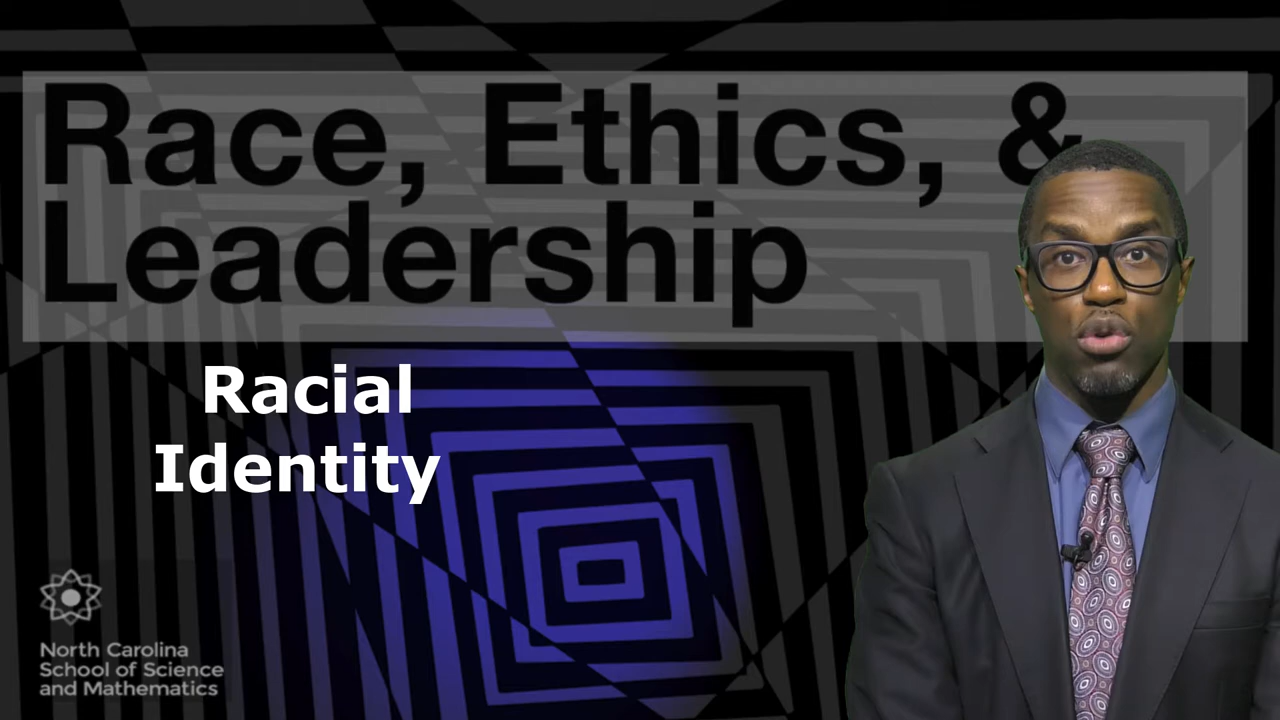 Race, Ethics, &
Leadership
Racial
Identity
North Carolina
School of Science
and Mathematics